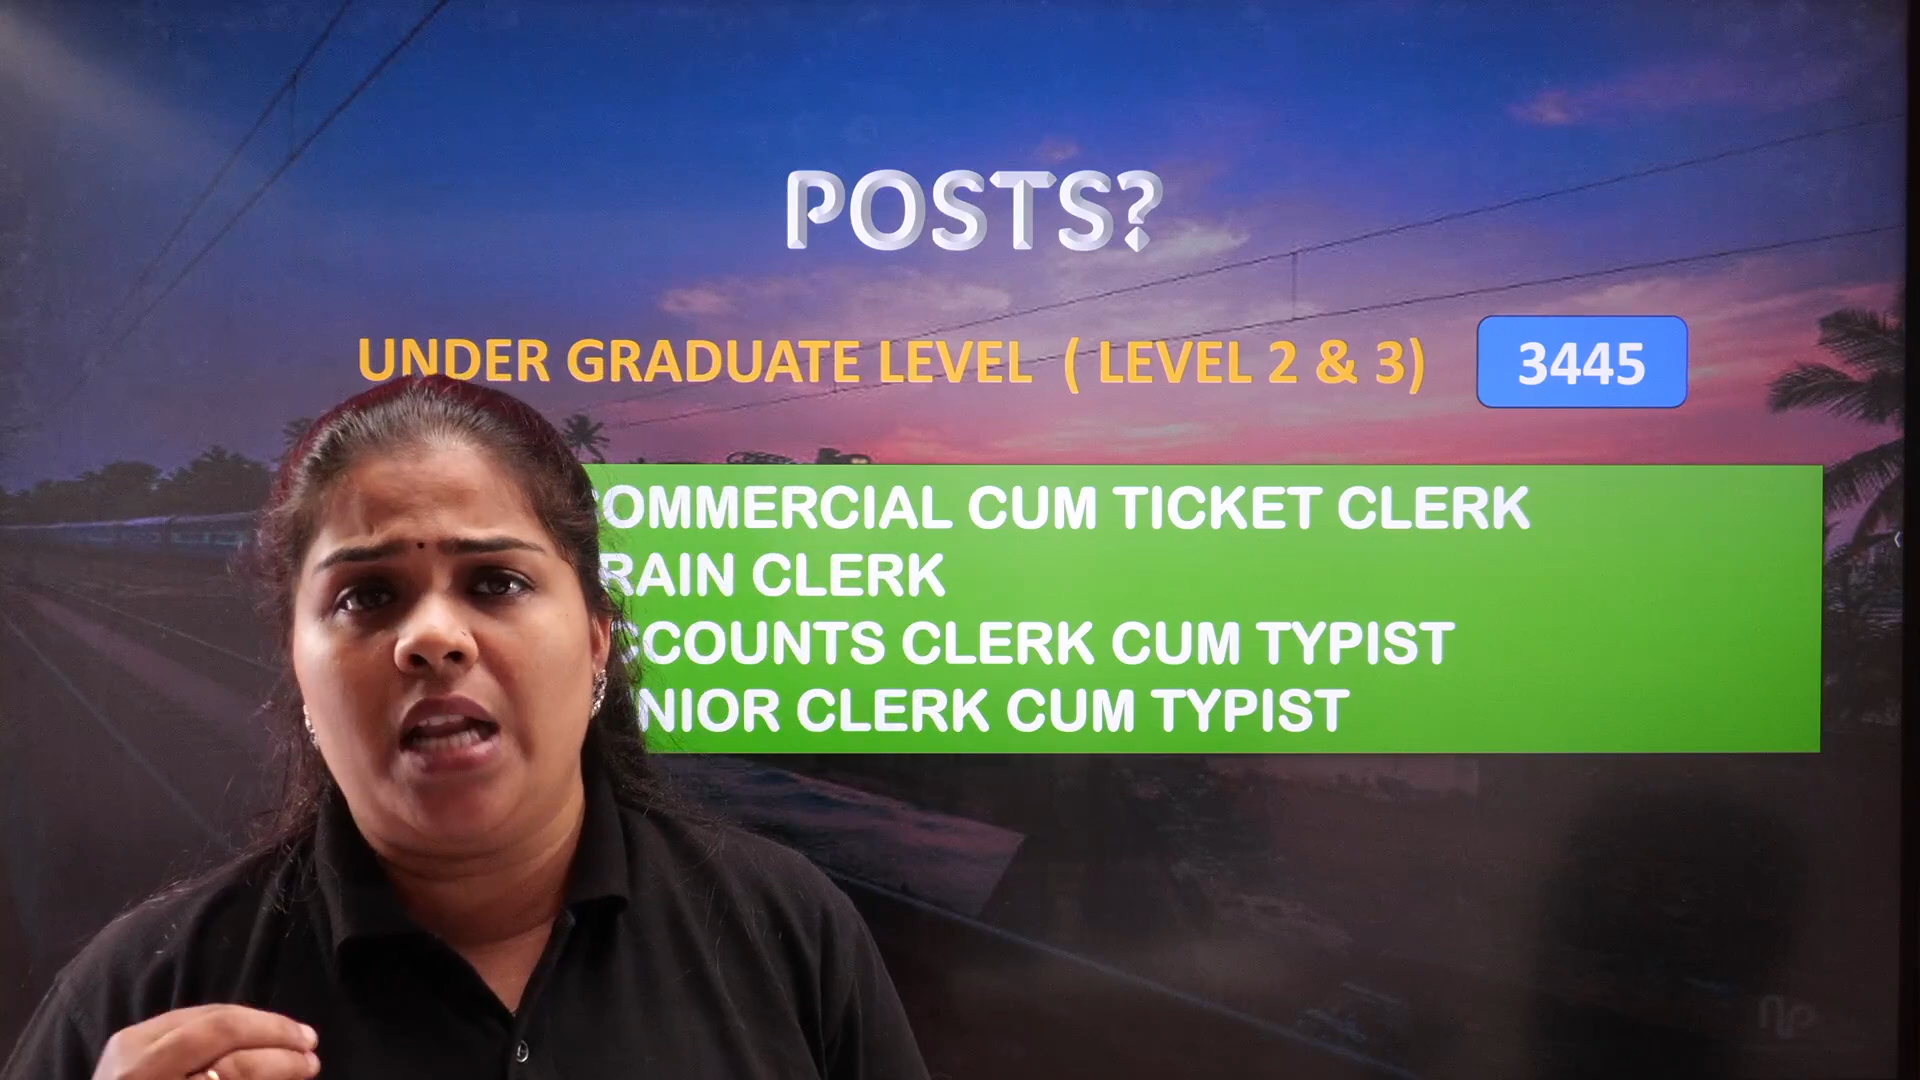 POSTS?
UNDER GRADUATE LEVEL ( LEVEL 2 & 3) 3445
COMMERCIAL CUM TICKET CLERK
RAIN CLERK
CCOUNTS CLERK CUM TYPIST
NIOR CLERK CUM TYPIST